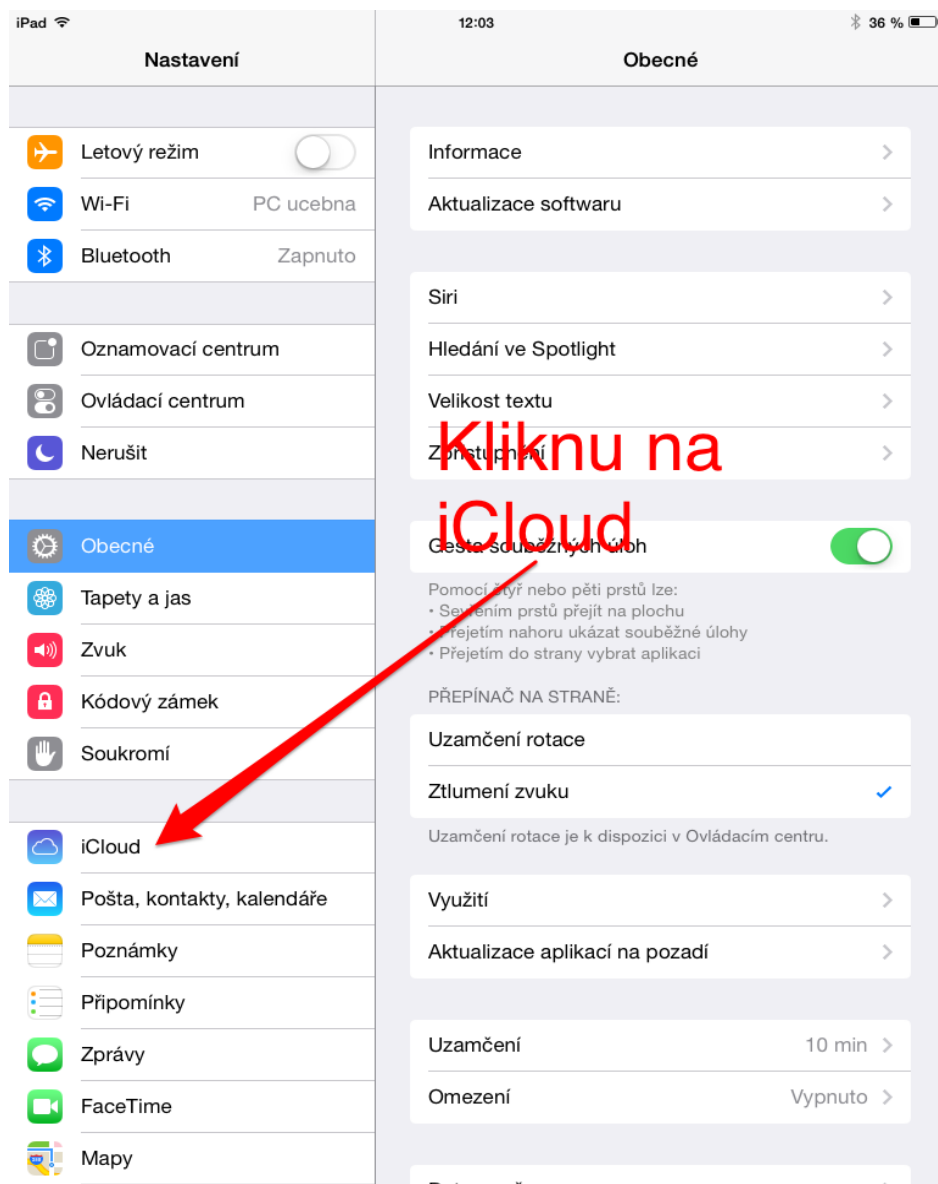 iPad 12:03 36 %
Nastavení
Letový režim
Wi-Fi PC ucebna
Bluetooth Zapnuto
Oznamovací centrum
Ovládací centrum
Nerušit
Obecné
Tapety a jas
Zvuk
Kódový zámek
Soukromí
iCloud
Pošta, kontakty, kalendáře
Poznámky
Připomínky
Zprávy
FaceTime
Mapy
Obecné
Informace
Aktualizace softwaru
Siri
Hledání ve Spotlight
Velikost textu
Zpřístupnění
Kliknu na
iCloud
Gesta souběžných úloh
Pomocí čtyř nebo pěti prstů lze:
• Sevřením prstů přejít na plochu
• Přejetím nahoru ukázat souběžné úlohy
• Přejetím do strany vybrat aplikaci
PŘEPÍNAČ NA STRANĚ:
Uzamčení rotace
Ztlumení zvuku
Uzamčení rotace je k dispozici v Ovládacím centru.
Využití
Aktualizace aplikací na pozadí
Uzamčení 10 min
Omezení Vypnuto